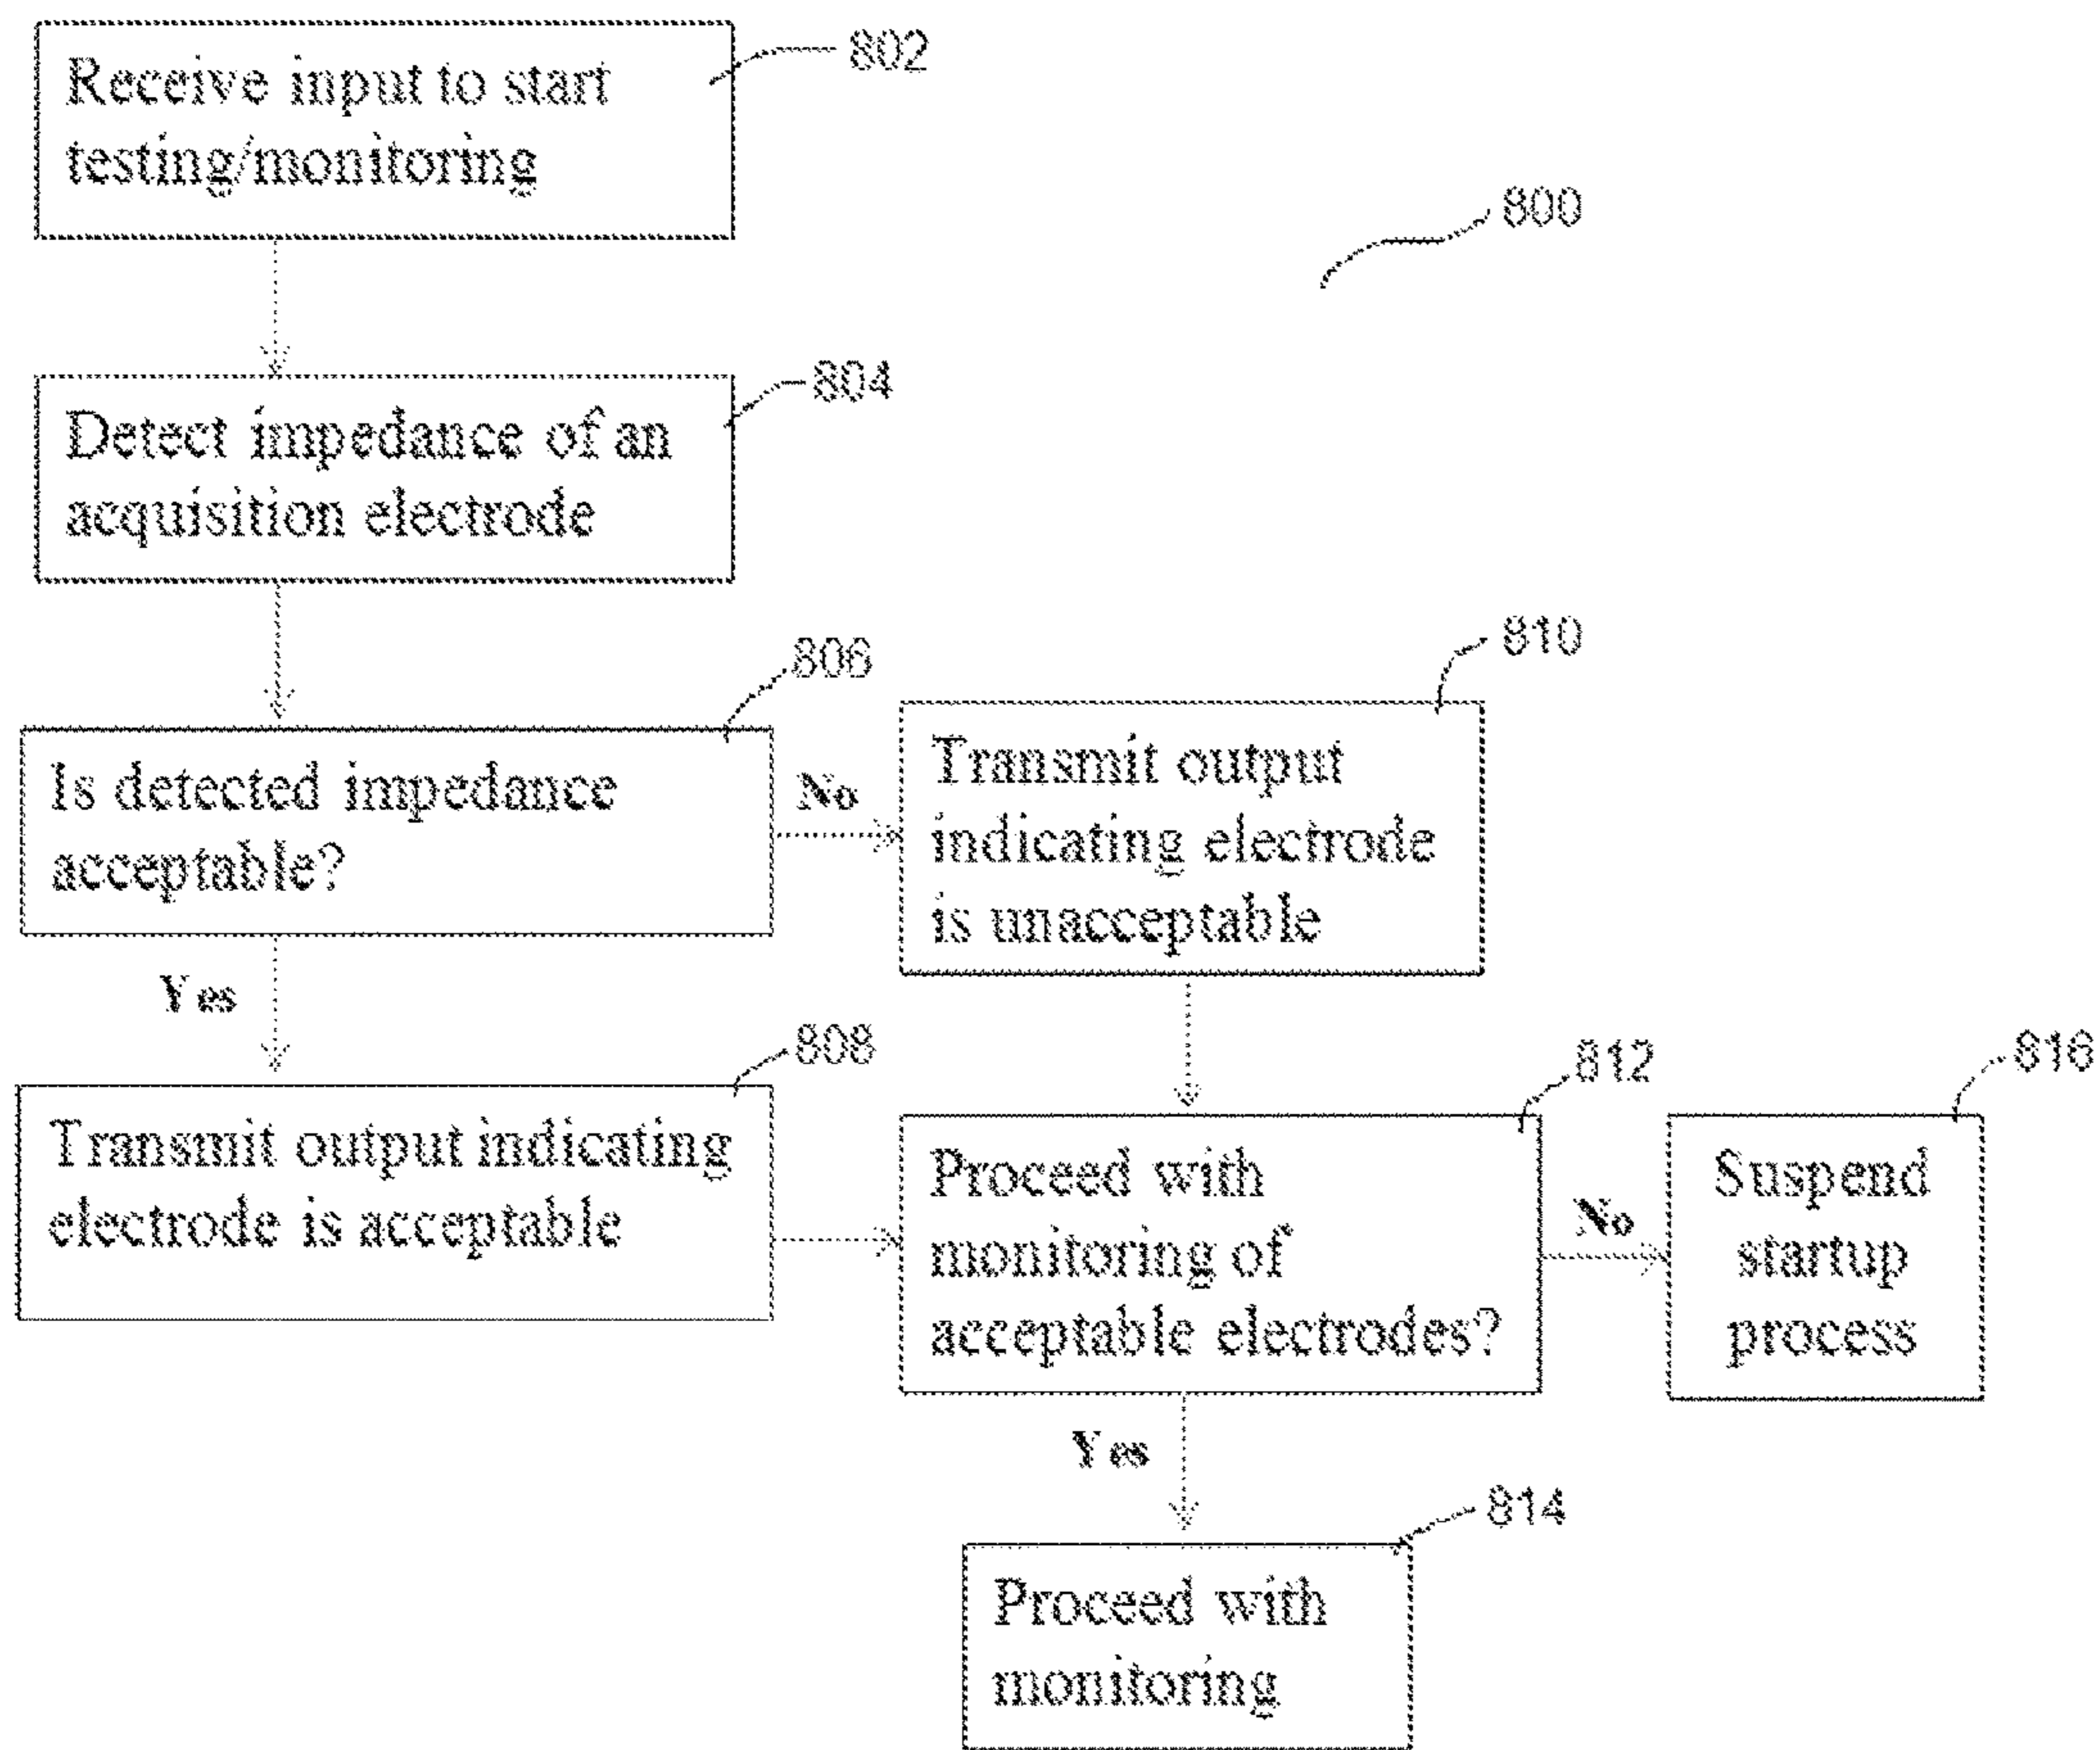 Receive input to start
testing/monitoring
802
800
Detect impedance of an
acquisition electrode
804
Is detected impedance
acceptable?
806
No
Transmit output
indicating electrode
is unacceptable
810
Yes
Transmit output indicating
electrode is acceptable
808
Proceed with
monitoring of
acceptable electrodes?
812
No
Suspend
startup
process
816
Yes
Proceed with
monitoring
814